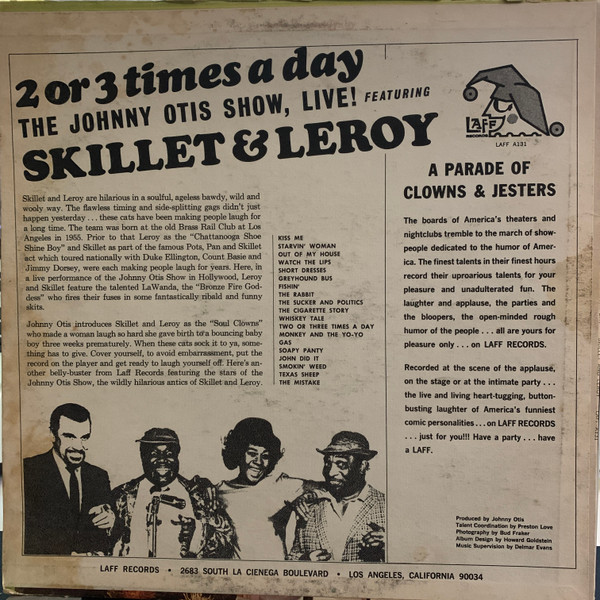 2 or 3 times a day
THE JOHNNY OTIS SHOW, LIVE! FEATURING
SKILLET & LEROY
Skillet and Leroy are hilarious in a soulful, ageless bawdy, wild and
wooly way. The flawless timing and side-splitting gags didn't just
happen yesterday . . . these cats have been making people laugh for
a long time. The team was born at the old Brass Rail Club at Los
Angeles in 1955. Prior to that Leroy as the "Chattanooga Shoe
Shine Boy" and Skillet as part of the famous Pots, Pan and Skillet
act which toured nationally with Duke Ellington, Count Basie and
Jimmy Dorsey, were each making people laugh for years. Here, in
a live performance of the Johnny Otis Show in Hollywood, Leroy
and Skillet feature the talented LaWanda, the "Bronze Fire God-
dess" who fires their fuses in some fantastically ribald and funny
skits.
Johnny Otis introduces Skillet and Leroy as the "Soul Clowns"
who made a woman laugh so hard she gave birth to a bouncing baby
boy three weeks prematurely. When these cats sock it to ya, some-
thing has to give. Cover yourself, to avoid embarrassment, put the
record on the player and get ready to laugh yourself off. Here's an-
other belly-buster from Laff Records featuring the stars of the
Johnny Otis Show, the wildly hilarious antics of Skillet and Leroy.
KISS ME
STARVIN' WOMAN
OUT OF MY HOUSE
WATCH THE LIPS
SHORT DRESSES
GREYHOUND BUS
FISHIN'
THE RABBIT
THE SUCKER AND POLITICS
THE CIGARETTE STORY
WHISKEY TALE
TWO OR THREE TIMES A DAY
MONKEY AND THE YO-YO
GAS
SOAPY PANTY
JOHN DID IT
SMOKIN' WEED
TEXAS SHEEP
THE MISTAKE
LAFF
RECORDS
LAFF A131
A PARADE OF
CLOWNS & JESTERS
The boards of America's theaters and
nightclubs tremble to the march of show-
people dedicated to the humor of Amer-
ica. The finest talents in their finest hours
record their uproarious talents for your
pleasure and unadulterated fun. The
laughter and applause, the parties and
the bloopers, the open-minded rough
humor of the people . . . all are yours for
pleasure only . . . on LAFF RECORDS.
Recorded at the scene of the applause,
on the stage or at the intimate party . . .
the live and living heart-tugging, button-
busting laughter of America's funniest
comic personalities . . . on LAFF RECORDS
. . . just for you!!! Have a party . . . have
a LAFF.
Produced by Johnny Otis
Talent Coordination by Preston Love
Photography by Bud Fraker
Album Design by Howard Goldstein
Music Supervision by Delmar Evans
LAFF RECORDS • 2683 SOUTH LA CIENEGA BOULEVARD • LOS ANGELES, CALIFORNIA 90034